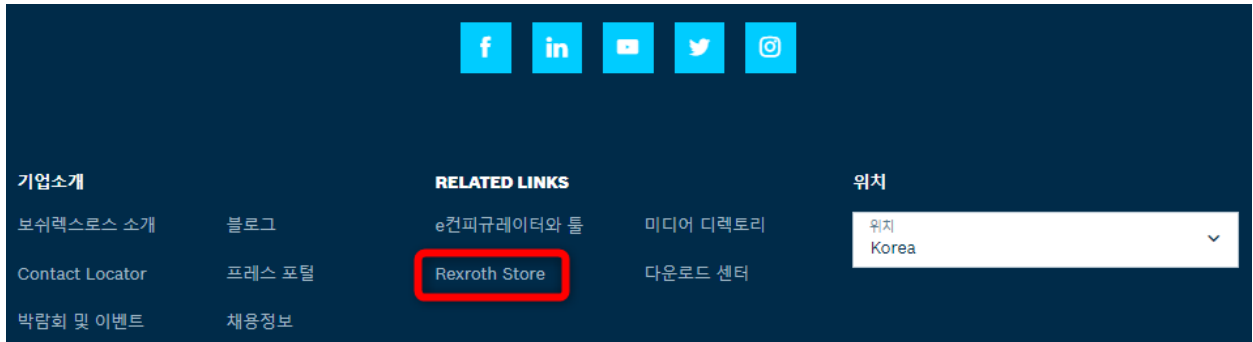 기업소개
보쉬렉스로스 소개
블로그
Contact Locator
프레스 포털
박람회 및 이벤트
채용정보
RELATED LINKS
e컨피규레이터와 툴
미디어 디렉토리
Rexroth Store
다운로드 센터
위치
위치
Korea